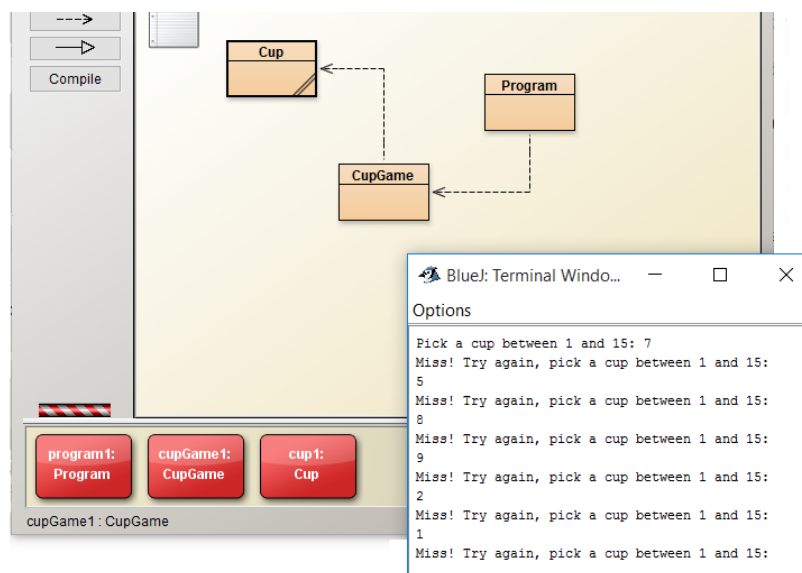 Compile
Cup
Program
CupGame
BlueJ: Terminal Windo...
Options
Pick a cup between 1 and 15: 7
Miss! Try again, pick a cup between 1 and 15:
5
Miss! Try again, pick a cup between 1 and 15:
8
Miss! Try again, pick a cup between 1 and 15:
9
Miss! Try again, pick a cup between 1 and 15:
2
Miss! Try again, pick a cup between 1 and 15:
1
Miss! Try again, pick a cup between 1 and 15:
program1:
Program
cupGame1:
CupGame
cup1:
Cup
cupGame1 : CupGame